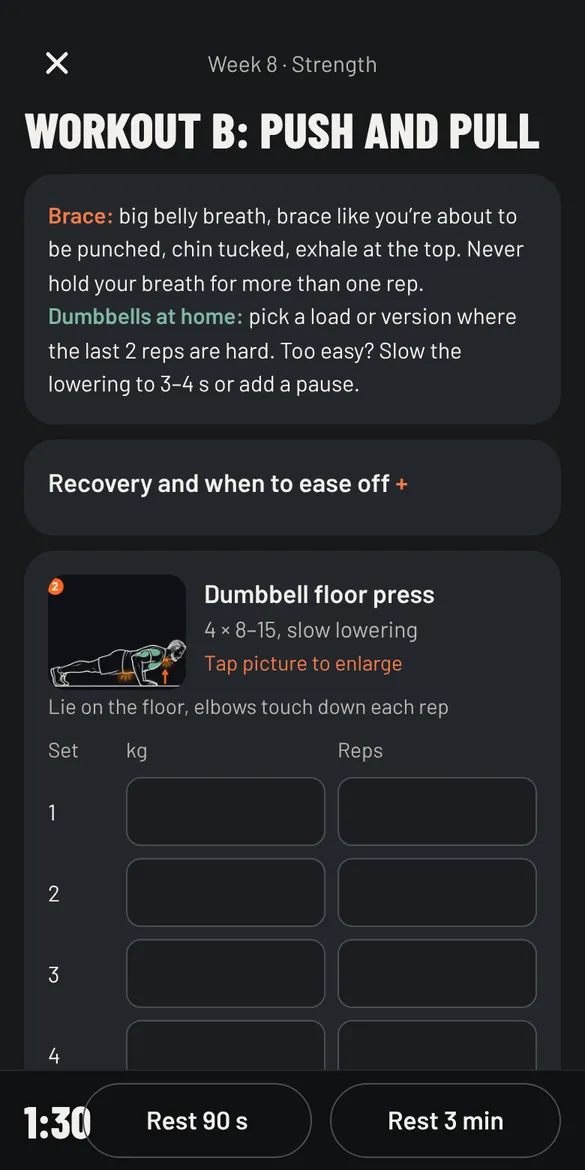 Week 8 · Strength
WORKOUT B: PUSH AND PULL
Brace: big belly breath, brace like you’re about to
be punched, chin tucked, exhale at the top. Never
hold your breath for more than one rep.
Dumbbells at home: pick a load or version where
the last 2 reps are hard. Too easy? Slow the
lowering to 3–4 s or add a pause.
Recovery and when to ease off +
2
Dumbbell floor press
4 × 8–15, slow lowering
Tap picture to enlarge
Lie on the floor, elbows touch down each rep
Set kg Reps
1
2
3
4
1:30 Rest 90 s Rest 3 min